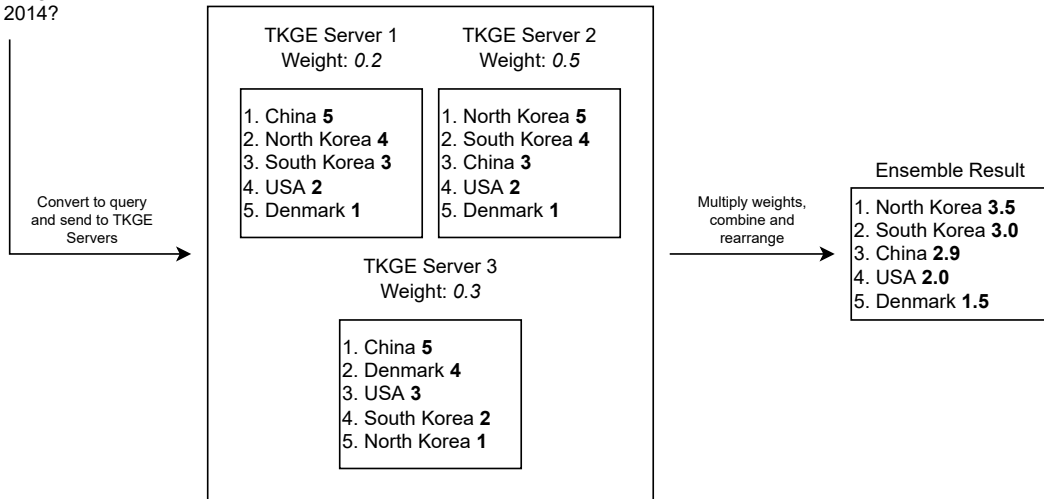 2014?
TKGE Server 1
Weight: 0.2
1. China 5
2. North Korea 4
3. South Korea 3
4. USA 2
5. Denmark 1
TKGE Server 2
Weight: 0.5
1. North Korea 5
2. South Korea 4
3. China 3
4. USA 2
5. Denmark 1
Convert to query
and send to TKGE
Servers
TKGE Server 3
Weight: 0.3
1. China 5
2. Denmark 4
3. USA 3
4. South Korea 2
5. North Korea 1
Multiply weights,
combine and
rearrange
Ensemble Result
1. North Korea 3.5
2. South Korea 3.0
3. China 2.9
4. USA 2.0
5. Denmark 1.5